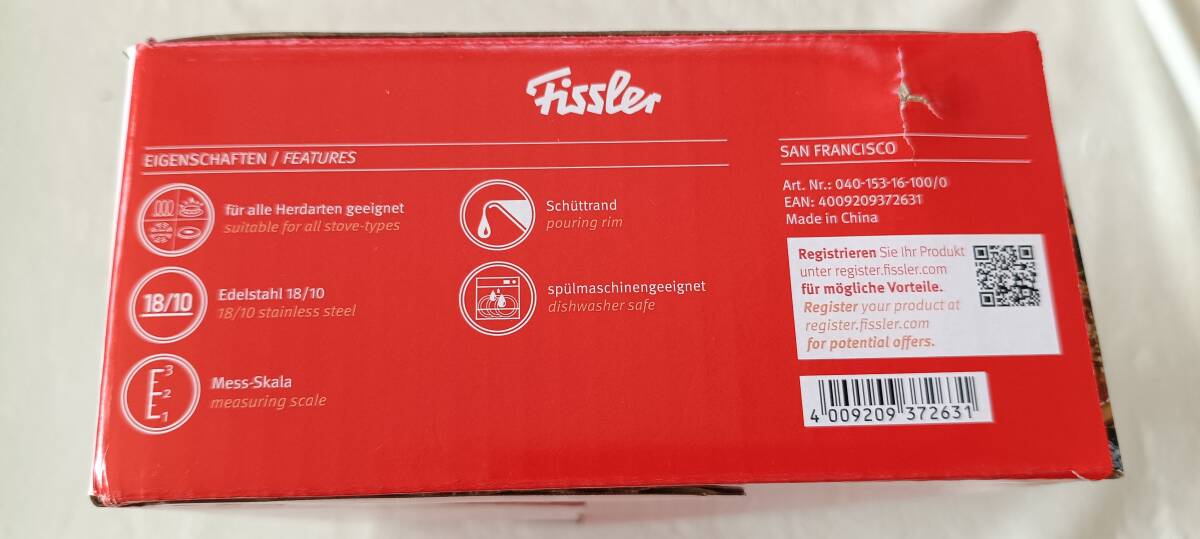 Fissler
EIGENSCHAFTEN / FEATURES
für alle Herdarten geeignet
suitable for all stove-types
18/10
Edelstahl 18/10
18/10 stainless steel
3
2
1
Mess-Skala
measuring scale
Schüttrand
pouring rim
spülmaschinengeeignet
dishwasher safe
SAN FRANCISCO
Art. Nr.: 040-153-16-100/0
EAN: 4009209372631
Made in China
Registrieren Sie Ihr Produkt
unter register.fissler.com
für mögliche Vorteile.
Register your product at
register.fissler.com
for potential offers.
4 009209 372631